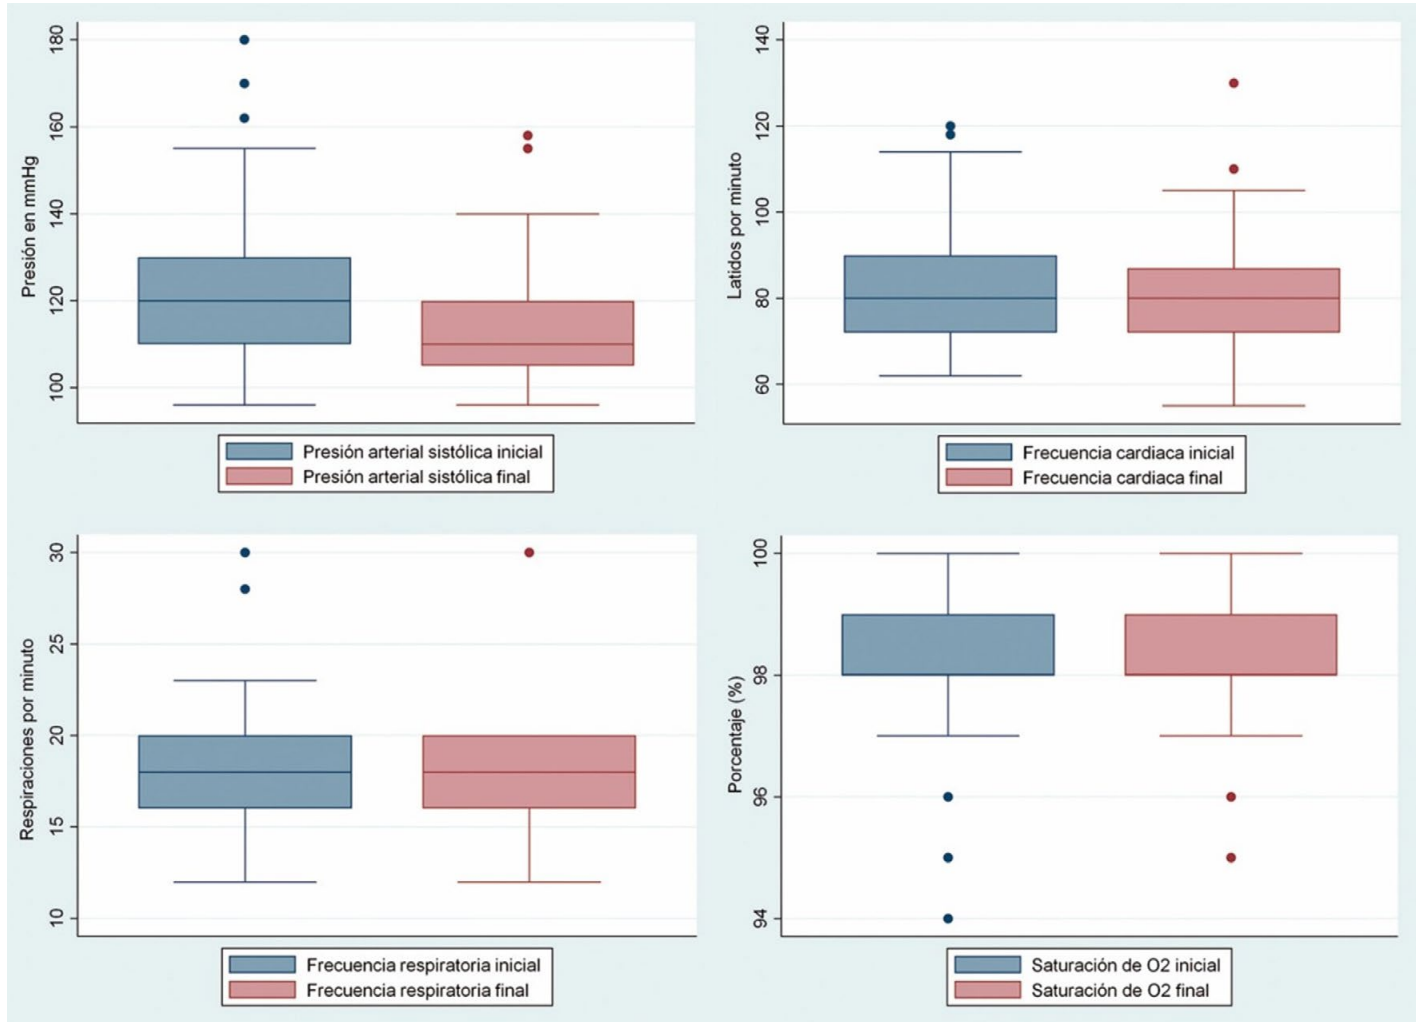 180
160
140
120
100
Presión en mmHg
Presión arterial sistólica inicial
Presión arterial sistólica final
140
120
100
80
60
Latidos por minuto
Frecuencia cardiaca inicial
Frecuencia cardiaca final
30
25
20
15
10
Respiraciones por minuto
Frecuencia respiratoria inicial
Frecuencia respiratoria final
100
98
96
94
Porcentaje (%)
Saturación de O2 inicial
Saturación de O2 final